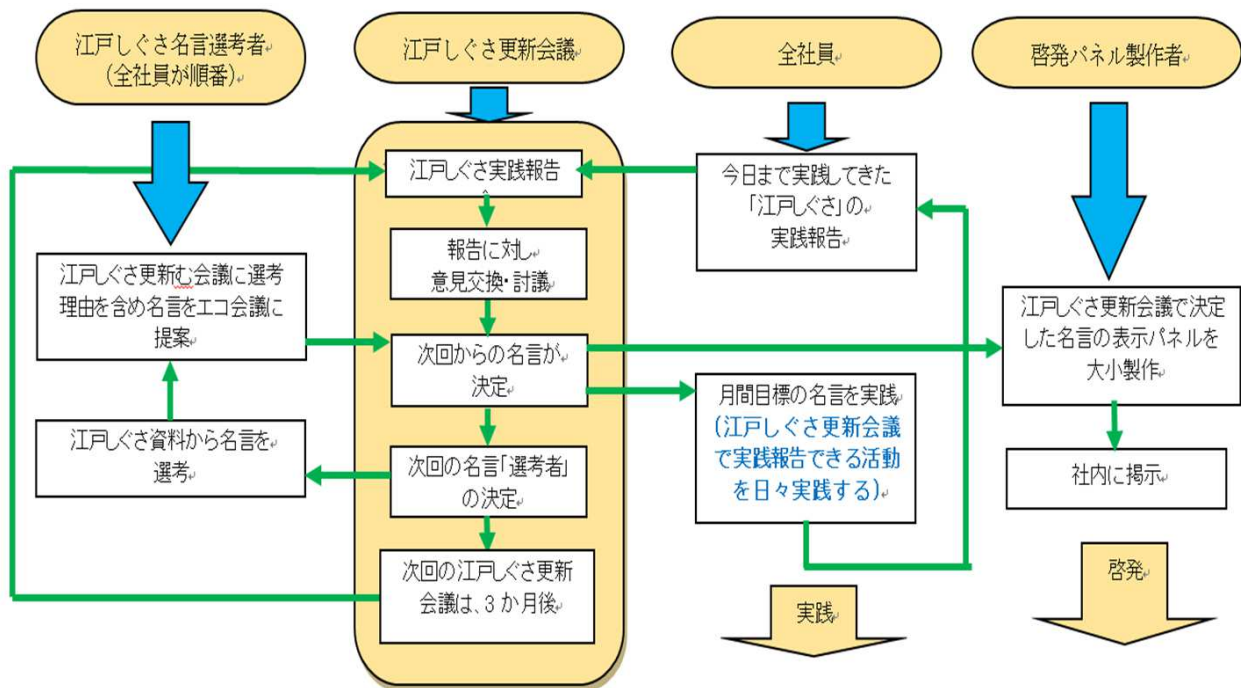 江戸しぐさ名言選考者
(全社員が順番)
江戸しぐさ更新会議
全社員
啓発パネル製作者
江戸しぐさ実践報告
報告に対し
意見交換・討議
次回からの名言が
決定
次回の名言「選考者」
の決定
次回の江戸しぐさ更新
会議は、3か月後
江戸しぐさ更新む会議に選考
理由を含め名言をエコ会議に
提案
江戸しぐさ資料から名言を
選考
今日まで実践してきた
「江戸しぐさ」の
実践報告
月間目標の名言を実践
(江戸しぐさ更新会議
で実践報告できる活動
を日々実践する)
実践
江戸しぐさ更新会議で決定
した名言の表示パネルを
大小製作
社内に掲示
啓発